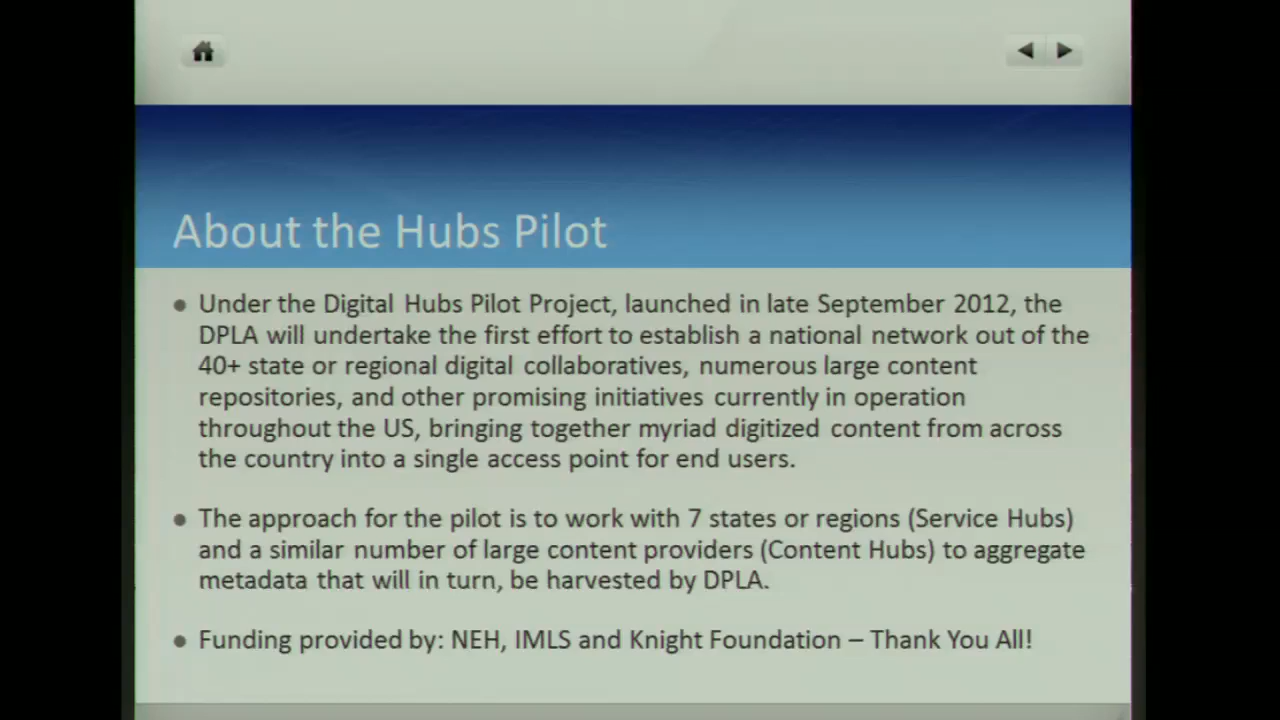 About the Hubs Pilot
Under the Digital Hubs Pilot Project, launched in late September 2012, the
DPLA will undertake the first effort to establish a national network out of the
40+ state or regional digital collaboratives, numerous large content
repositories, and other promising initiatives currently in operation
throughout the US, bringing together myriad digitized content from across
the country into a single access point for end users.
The approach for the pilot is to work with 7 states or regions (Service Hubs)
and a similar number of large content providers (Content Hubs) to aggregate
metadata that will in turn, be harvested by DPLA.
Funding provided by: NEH, IMLS and Knight Foundation – Thank You All!